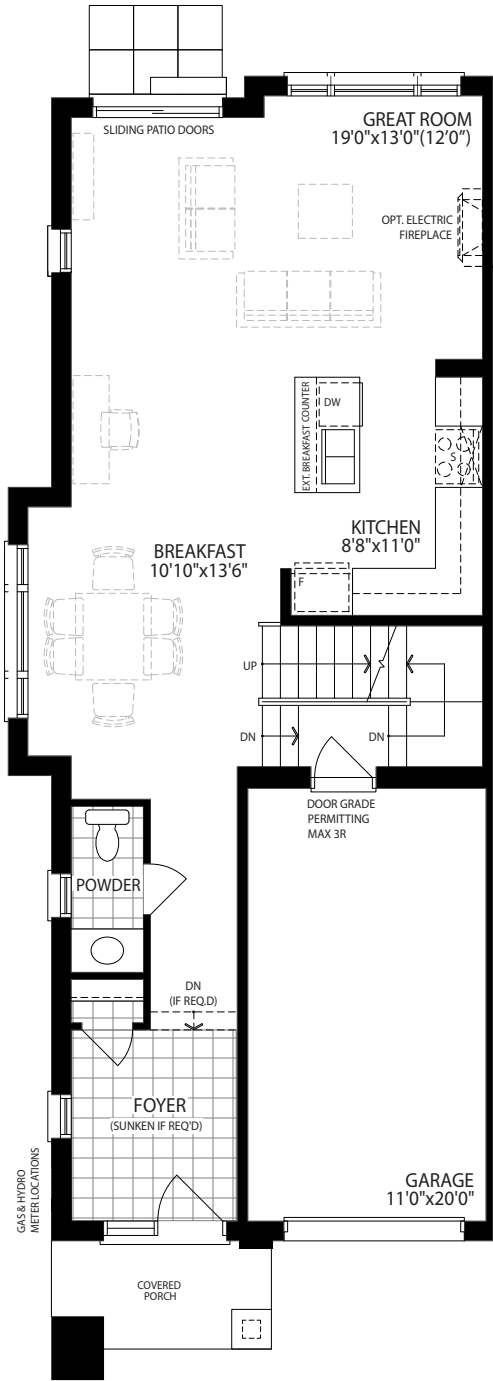 SLIDING PATIO DOORS
GREAT ROOM
19'0"x13'0"(12'0")
OPT. ELECTRIC
FIREPLACE
EXT. BREAKFAST COUNTER
DW
S
KITCHEN
8'8"x11'0"
F
BREAKFAST
10'10"x13'6"
UP
DN
DN
DOOR GRADE
PERMITTING
MAX 3R
POWDER
DN
(IF REQ.D)
FOYER
(SUNKEN IF REQ'D)
GAS & HYDRO
METER LOCATIONS
GARAGE
11'0"x20'0"
COVERED
PORCH